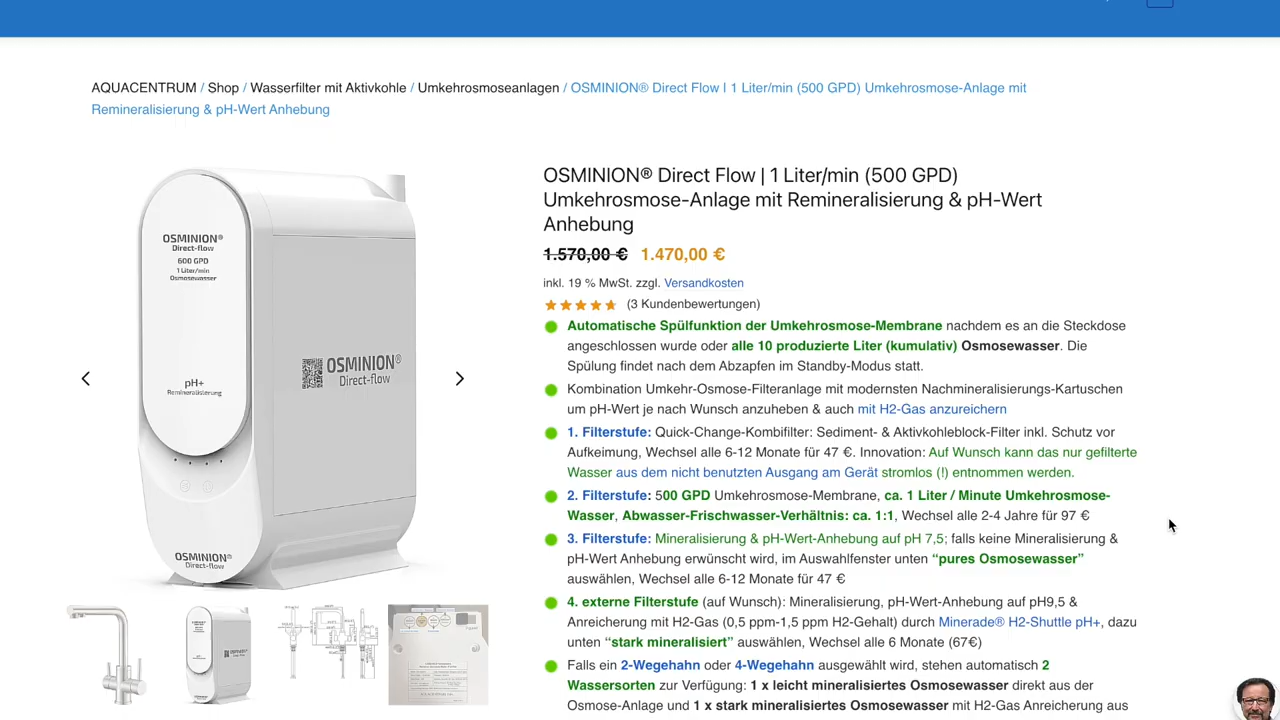 AQUACENTRUM / Shop / Wasserfilter mit Aktivkohle / Umkehrosmoseanlagen / OSMINION® Direct Flow | 1 Liter/min (500 GPD) Umkehrosmose-Anlage mit
Remineralisierung & pH-Wert Anhebung
OSMINION® Direct Flow | 1 Liter/min (500 GPD)
Umkehrosmose-Anlage mit Remineralisierung & pH-Wert
Anhebung
1.570,00 € 1.470,00 €
inkl. 19 % MwSt. zzgl. Versandkosten
(3 Kundenbewertungen)
Automatische Spülfunktion der Umkehrosmose-Membrane nachdem es an die Steckdose
angeschlossen wurde oder alle 10 produzierte Liter (kumulativ) Osmosewasser. Die
Spülung findet nach dem Abzapfen im Standby-Modus statt.
Kombination Umkehr-Osmose-Filteranlage mit modernsten Nachmineralisierungs-Kartuschen
um pH-Wert je nach Wunsch anzuheben & auch mit H2-Gas anzureichern
1. Filterstufe: Quick-Change-Kombifilter: Sediment- & Aktivkohleblock-Filter inkl. Schutz vor
Aufkeimung, Wechsel alle 6-12 Monate für 47 €. Innovation: Auf Wunsch kann das nur gefilterte
Wasser aus dem nicht benutzten Ausgang am Gerät stromlos (!) entnommen werden.
2. Filterstufe: 500 GPD Umkehrosmose-Membrane, ca. 1 Liter / Minute Umkehrosmose-
Wasser, Abwasser-Frischwasser-Verhältnis: ca. 1:1, Wechsel alle 2-4 Jahre für 97 €
3. Filterstufe: Mineralisierung & pH-Wert-Anhebung auf pH 7,5; falls keine Mineralisierung &
pH-Wert Anhebung erwünscht wird, im Auswahlfenster unten “pures Osmosewasser”
auswählen, Wechsel alle 6-12 Monate für 47 €
4. externe Filterstufe (auf Wunsch): Mineralisierung, pH-Wert-Anhebung auf pH9,5 &
Anreicherung mit H2-Gas (0,5 ppm-1,5 ppm H2-Gehalt) durch Minerade® H2-Shuttle pH+, dazu
unten “stark mineralisiert” auswählen, Wechsel alle 6 Monate (67€)
Falls ein 2-Wegehahn oder 4-Wegehahn ausgewählt wird, stehen automatisch 2
Wasssersorten zur Verfügung: 1 x leicht mineralisiertes Osmosewasser direkt aus der
Osmose-Anlage und 1 x stark mineralisiertes Osmosewasser mit H2-Gas Anreicherung aus
OSMINION®
Direct-flow
600 GPD
1 Liter/min
Osmosewasser
pH+
Remineralisierung
OSMINION®
Direct-flow
OSMINION®
Direct-flow